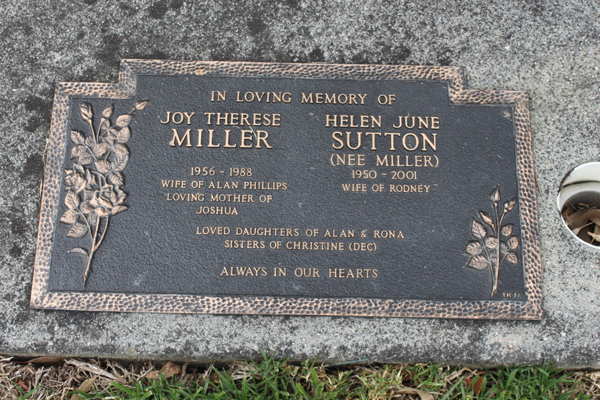 IN LOVING MEMORY OF
JOY THERESE
MILLER
1956 - 1988
WIFE OF ALAN PHILLIPS
LOVING MOTHER OF
JOSHUA
HELEN JUNE
SUTTON
(NEE MILLER)
1950 - 2001
WIFE OF RODNEY
LOVED DAUGHTERS OF ALAN & RONA
SISTERS OF CHRISTINE (DEC)
ALWAYS IN OUR HEARTS